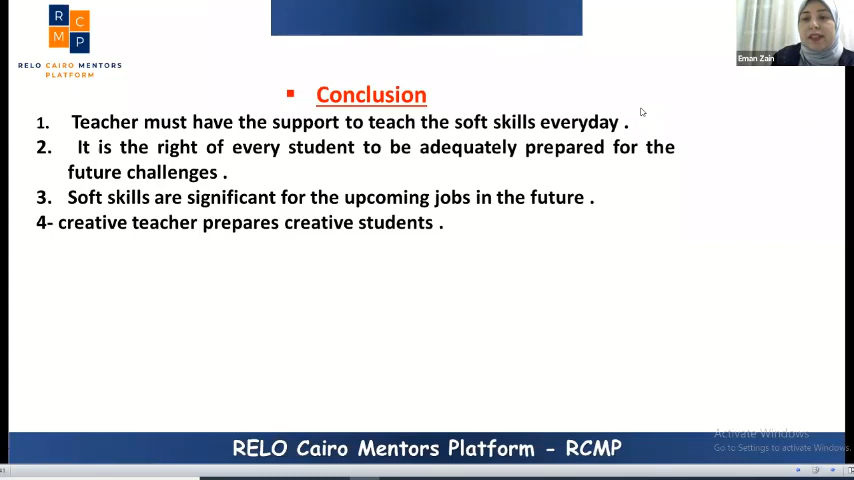 R C
M P
RELO CAIRO MENTORS
PLATFORM
Eman Zain
▪ Conclusion
1. Teacher must have the support to teach the soft skills everyday .
2. It is the right of every student to be adequately prepared for the
future challenges .
3. Soft skills are significant for the upcoming jobs in the future .
4- creative teacher prepares creative students .
Activate Windows
Go to Settings to activate Windows.
RELO Cairo Mentors Platform - RCMP